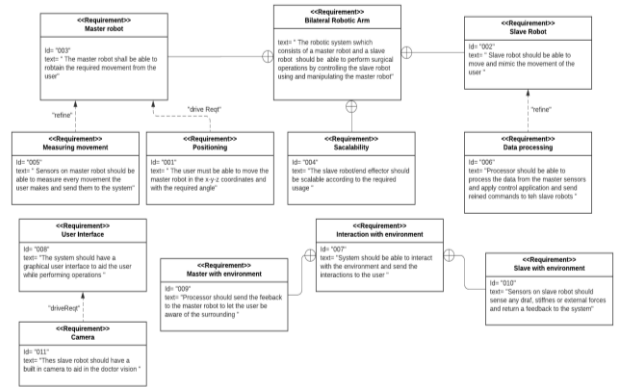 <<Requirement>>
Master robot
Id= "003"
text= " The master robot shall be able to
robtain the required movement from the
user"
<<Requirement>>
Bilateral Robotic Arm
text= " The robotic system swhich
consists of a master robot and a slave
robot should be able to perform surgical
operations by controlling the slave robot
using and manipulating the master robot"
<<Requirement>>
Slave Robot
Id= "002"
text= " Slave robot should be able to
move and mimic the movement of the
user "
"refine"
"drive Reqt"
"refine"
<<Requirement>>
Measuring movement
Id= "005"
text= " Sensors on master robot should be
able to measure every movement the
user makes and send them to the system"
<<Requirement>>
Positioning
Id= "001"
text= " The user must be able to move the
master robot in the x-y-z coordinates and
with the required angle"
<<Requirement>>
Scalability
Id= "004"
text= "The slave robot/end effector should
be scalable according to the required
usage "
<<Requirement>>
Data processing
Id= "006"
text= "Processor should be able to
process the data from the master sensors
and apply control application and send
reined commands to teh slave robots "
<<Requirement>>
User Interface
Id= "008"
text= "The system should have a
graphical user interface to aid the user
while performing operations "
<<Requirement>>
Interaction with environment
Id= "007"
text= "System should be able to interact
with the environment and send the
interactions to the user "
<<Requirement>>
Master with environment
Id= "009"
text= "Processor should send the feeback
to the master robot to let the user be
aware of the surrounding "
<<Requirement>>
Slave with environment
Id= "010"
text= "Sensors on slave robot should
sense any draf, stiffnes or external forces
and return a feedback to the system"
"driveReqt"
<<Requirement>>
Camera
Id= "011"
text= "Thes slave robot should have a
built in camera to aid in the doctor vision "